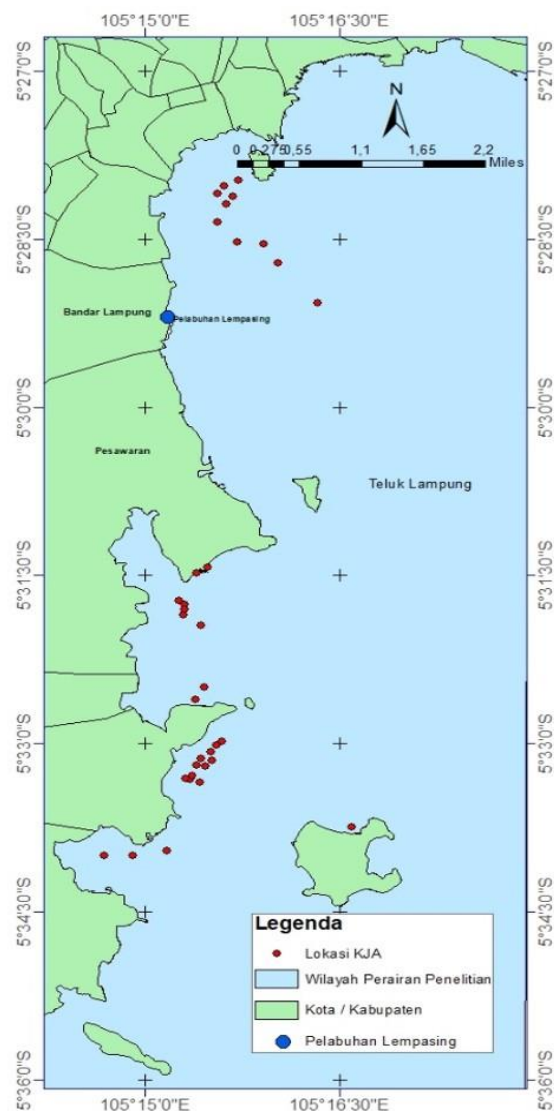 105°15'0"E 105°16'30"E
5°27'0"S 5°27'0"S
N
0 0,275 0,55 1,1 1,65 2,2
Miles
5°28'30"S 5°28'30"S
Bandar Lampung
Pelabuhan Lempasing
5°30'0"S 5°30'0"S
Pesawaran
Teluk Lampung
5°31'30"S 5°31'30"S
5°33'0"S 5°33'0"S
5°34'30"S 5°34'30"S
Legenda
Lokasi KJA
Wilayah Perairan Penelitian
Kota / Kabupaten
Pelabuhan Lempasing
5°36'0"S 5°36'0"S
105°15'0"E 105°16'30"E